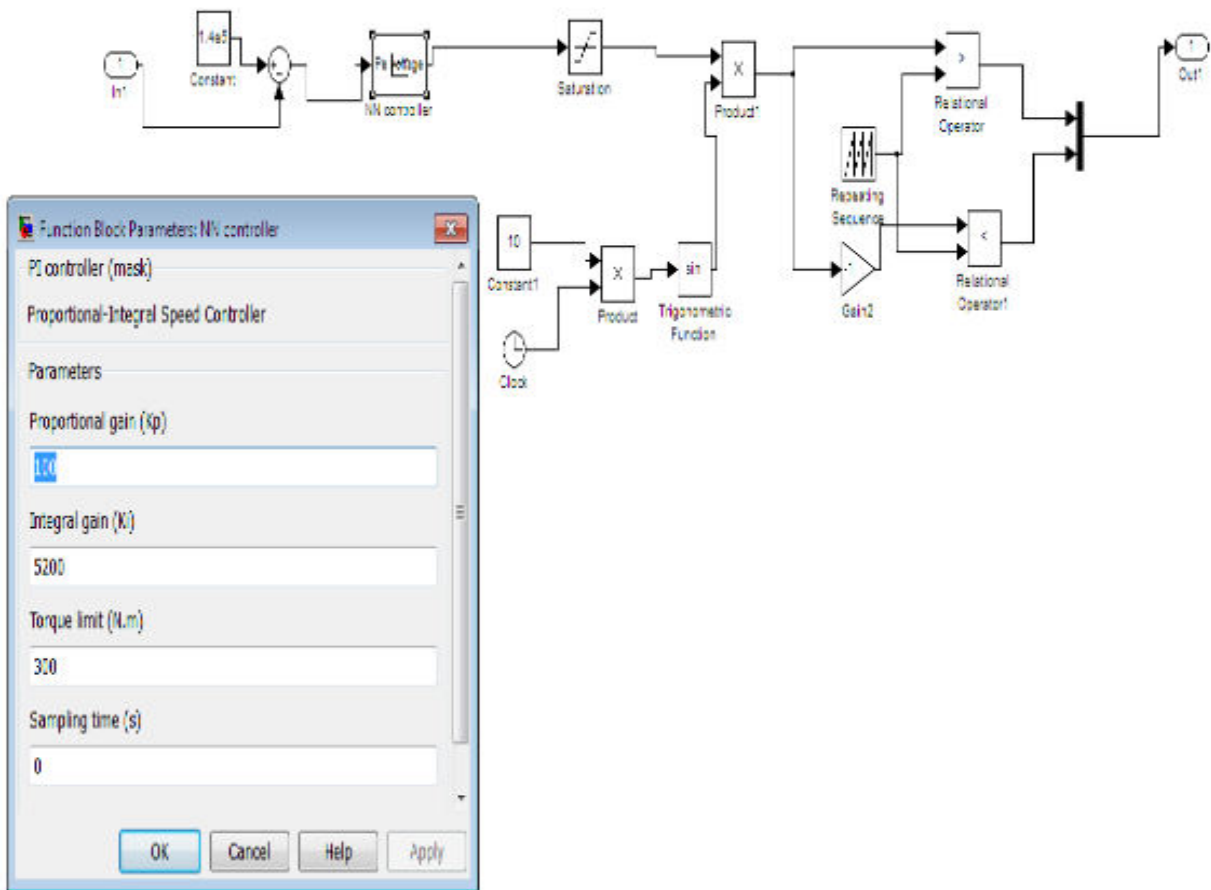 1
In1
1.4e5
Constant
NN controller
Saturation
X
Product1
>
Relational
Operator
1
Out1
Repeating
Sequence
<
Relational
Operator1
Gain2
10
Constant1
X
Product
sin
Trigonometric
Function
Clock
Function Block Parameters: NN controller
PI controller (mask)
Proportional-Integral Speed Controller
Parameters
Proportional gain (Kp)
100
Integral gain (Ki)
5200
Torque limit (N.m)
300
Sampling time (s)
0
OK
Cancel
Help
Apply